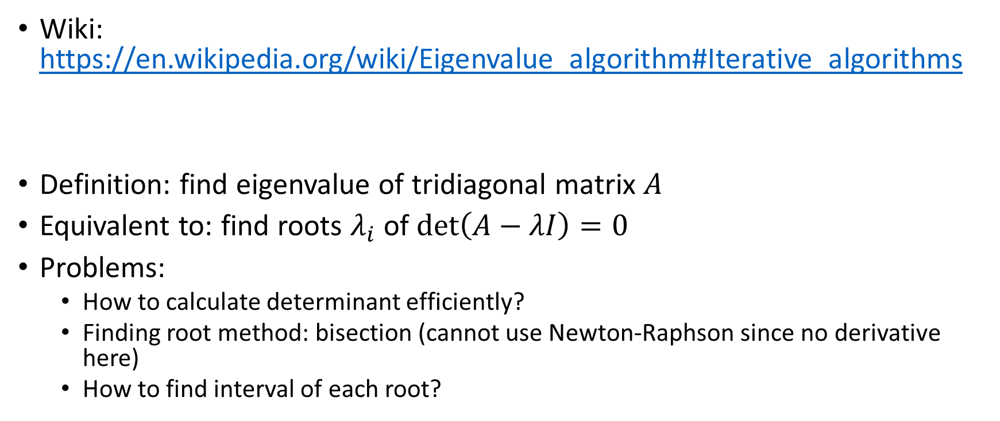 • Wiki:
https://en.wikipedia.org/wiki/Eigenvalue_algorithm#Iterative_algorithms
• Definition: find eigenvalue of tridiagonal matrix 𝐴
• Equivalent to: find roots 𝜆ᵢ of det(𝐴 − 𝜆𝐼) = 0
• Problems:
• How to calculate determinant efficiently?
• Finding root method: bisection (cannot use Newton-Raphson since no derivative
here)
• How to find interval of each root?